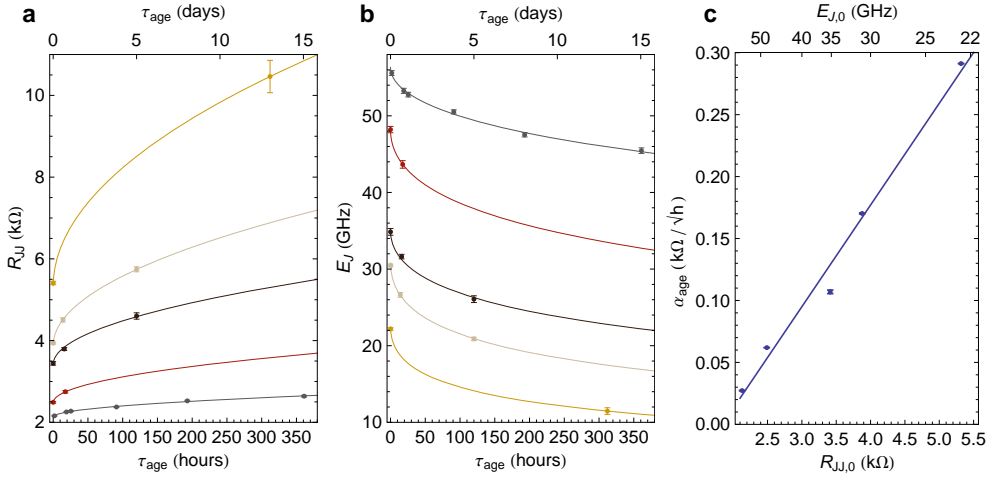 a
τage (days)
0 5 10 15
RJJ (kΩ)
10
8
6
4
2
0 50 100 150 200 250 300 350
τage (hours)
b
τage (days)
0 5 10 15
EJ (GHz)
50
40
30
20
10
0 50 100 150 200 250 300 350
τage (hours)
c
EJ,0 (GHz)
50 40 35 31 25 22
αage (kΩ / √h)
0.30
0.25
0.20
0.15
0.10
0.05
0.00
2.5 3.0 3.5 4.0 4.5 5.0 5.5
RJJ,0 (kΩ)